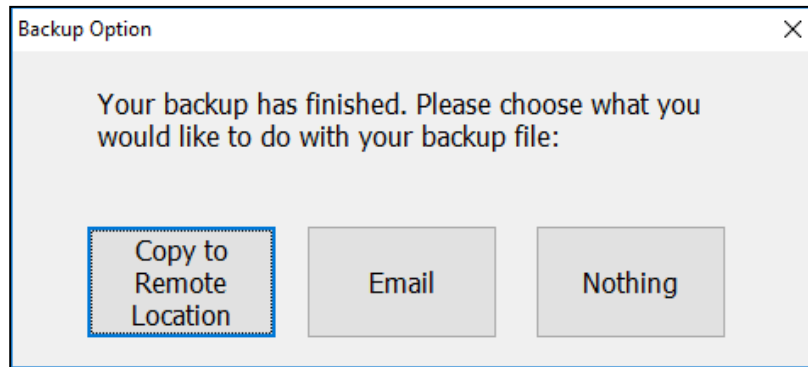 Backup Option
Your backup has finished. Please choose what you
would like to do with your backup file:
Copy to
Remote
Location
Email
Nothing